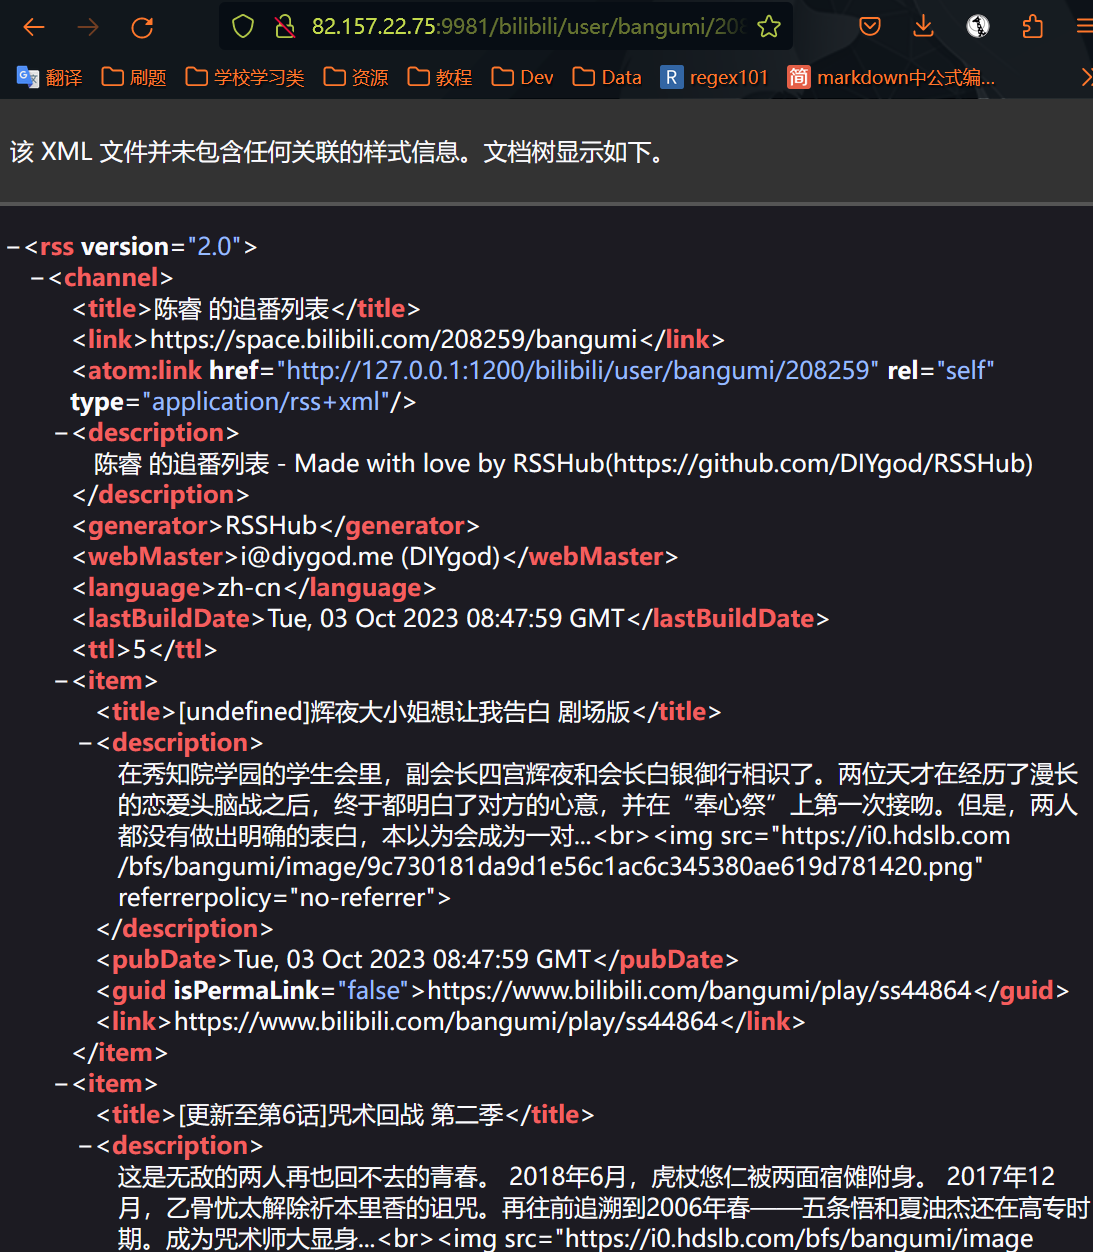 82.157.22.75:9981/bilibili/user/bangumi/208
翻译 刷题 学校学习类 资源 教程 Dev Data R regex101 简 markdown中公式编...
该 XML 文件并未包含任何关联的样式信息。文档树显示如下。
−<rss version="2.0">
−<channel>
<title>陈睿 的追番列表</title>
<link>https://space.bilibili.com/208259/bangumi</link>
<atom:link href="http://127.0.0.1:1200/bilibili/user/bangumi/208259" rel="self"
type="application/rss+xml"/>
−<description>
陈睿 的追番列表 - Made with love by RSSHub(https://github.com/DIYgod/RSSHub)
</description>
<generator>RSSHub</generator>
<webMaster>i@diygod.me (DIYgod)</webMaster>
<language>zh-cn</language>
<lastBuildDate>Tue, 03 Oct 2023 08:47:59 GMT</lastBuildDate>
<ttl>5</ttl>
−<item>
<title>[undefined]辉夜大小姐想让我告白 剧场版</title>
−<description>
在秀知院学园的学生会里，副会长四宫辉夜和会长白银御行相识了。两位天才在经历了漫长
的恋爱头脑战之后，终于都明白了对方的心意，并在“奉心祭”上第一次接吻。但是，两人
都没有做出明确的表白，本以为会成为一对...<br><img src="https://i0.hdslb.com
/bfs/bangumi/image/9c730181da9d1e56c1ac6c345380ae619d781420.png"
referrerpolicy="no-referrer">
</description>
<pubDate>Tue, 03 Oct 2023 08:47:59 GMT</pubDate>
<guid isPermaLink="false">https://www.bilibili.com/bangumi/play/ss44864</guid>
<link>https://www.bilibili.com/bangumi/play/ss44864</link>
</item>
−<item>
<title>[更新至第6话]咒术回战 第二季</title>
−<description>
这是无敌的两人再也回不去的青春。 2018年6月，虎杖悠仁被两面宿傩附身。 2017年12
月，乙骨忧太解除祈本里香的诅咒。再往前追溯到2006年春——五条悟和夏油杰还在高专时
期。成为咒术师大显身...<br><img src="https://i0.hdslb.com/bfs/bangumi/image